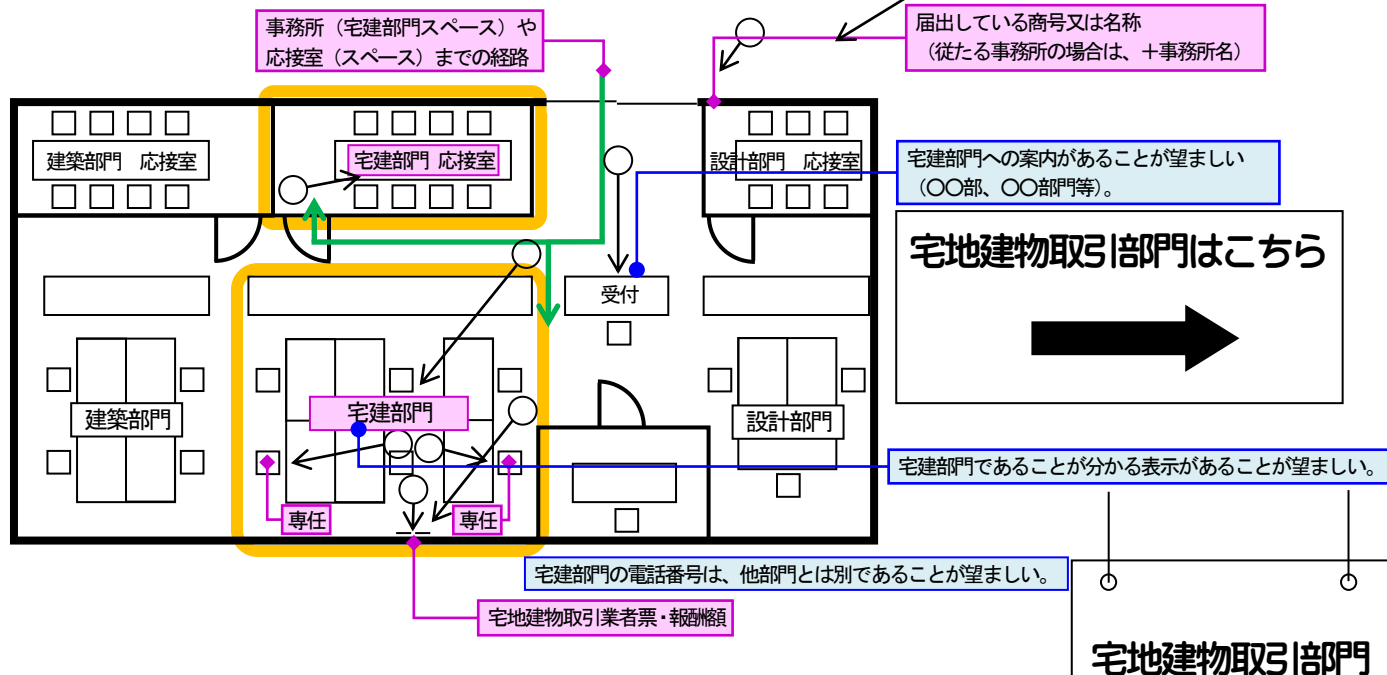 事務所（宅建部門スペース）や
応接室（スペース）までの経路
届出している商号又は名称
（従たる事務所の場合は、＋事務所名）
建築部門　応接室
宅建部門 応接室
設計部門　応接室
宅建部門への案内があることが望ましい
（〇〇部、〇〇部門等）。
宅地建物取引部門はこちら
受付
建築部門
宅建部門
設計部門
宅建部門であることが分かる表示があることが望ましい。
専任
専任
宅建部門の電話番号は、他部門とは別であることが望ましい。
宅地建物取引業者票・報酬額
宅地建物取引部門